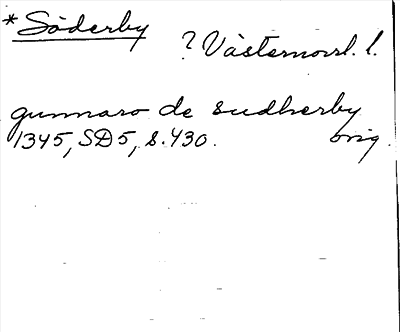 *Söderby
? Västernorrl. l.
gunnaro de sudherby
1345, SD5, s. 430. orig.